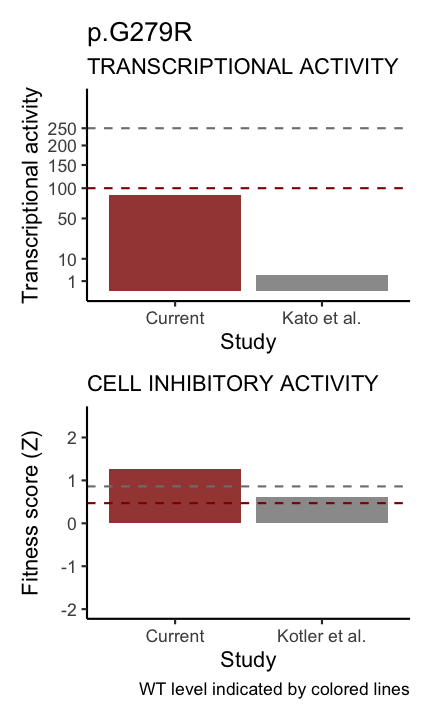 p.G279R
TRANSCRIPTIONAL ACTIVITY
Transcriptional activity
250
200
150
100
50
10
1
Current
Kato et al.
Study
CELL INHIBITORY ACTIVITY
Fitness score (Z)
2
1
0
-1
-2
Current
Kotler et al.
Study
WT level indicated by colored lines